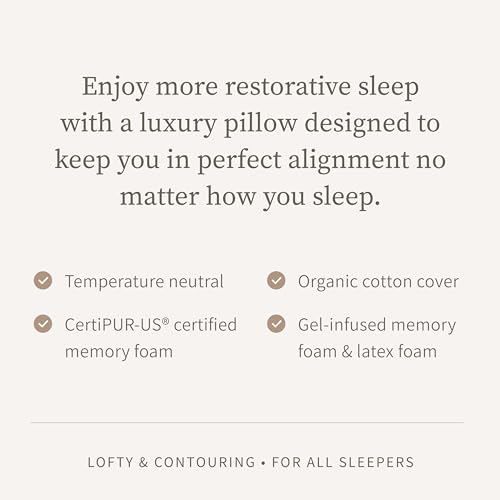 Enjoy more restorative sleep
with a luxury pillow designed to
keep you in perfect alignment no
matter how you sleep.
Temperature neutral
Organic cotton cover
CertiPUR-US® certified
memory foam
Gel-infused memory
foam & latex foam
LOFTY & CONTOURING • FOR ALL SLEEPERS